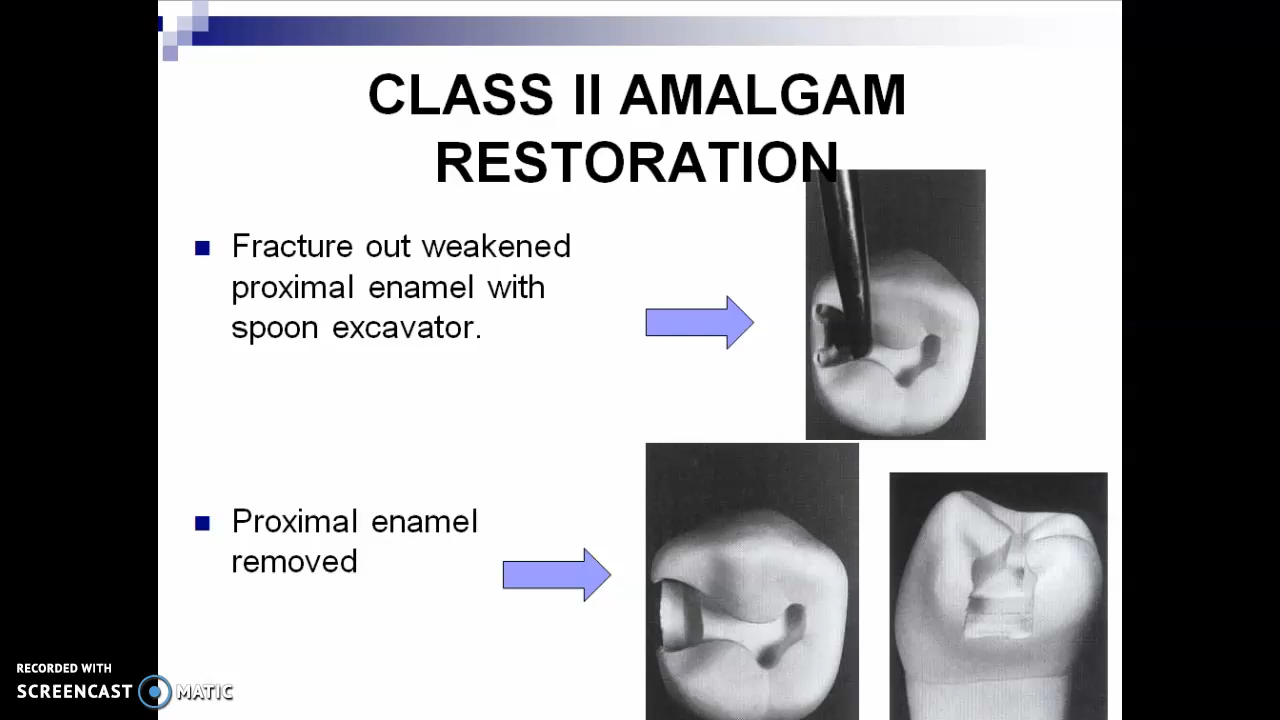 CLASS II AMALGAM
RESTORATION
Fracture out weakened
proximal enamel with
spoon excavator.
Proximal enamel
removed
RECORDED WITH
SCREENCAST MATIC